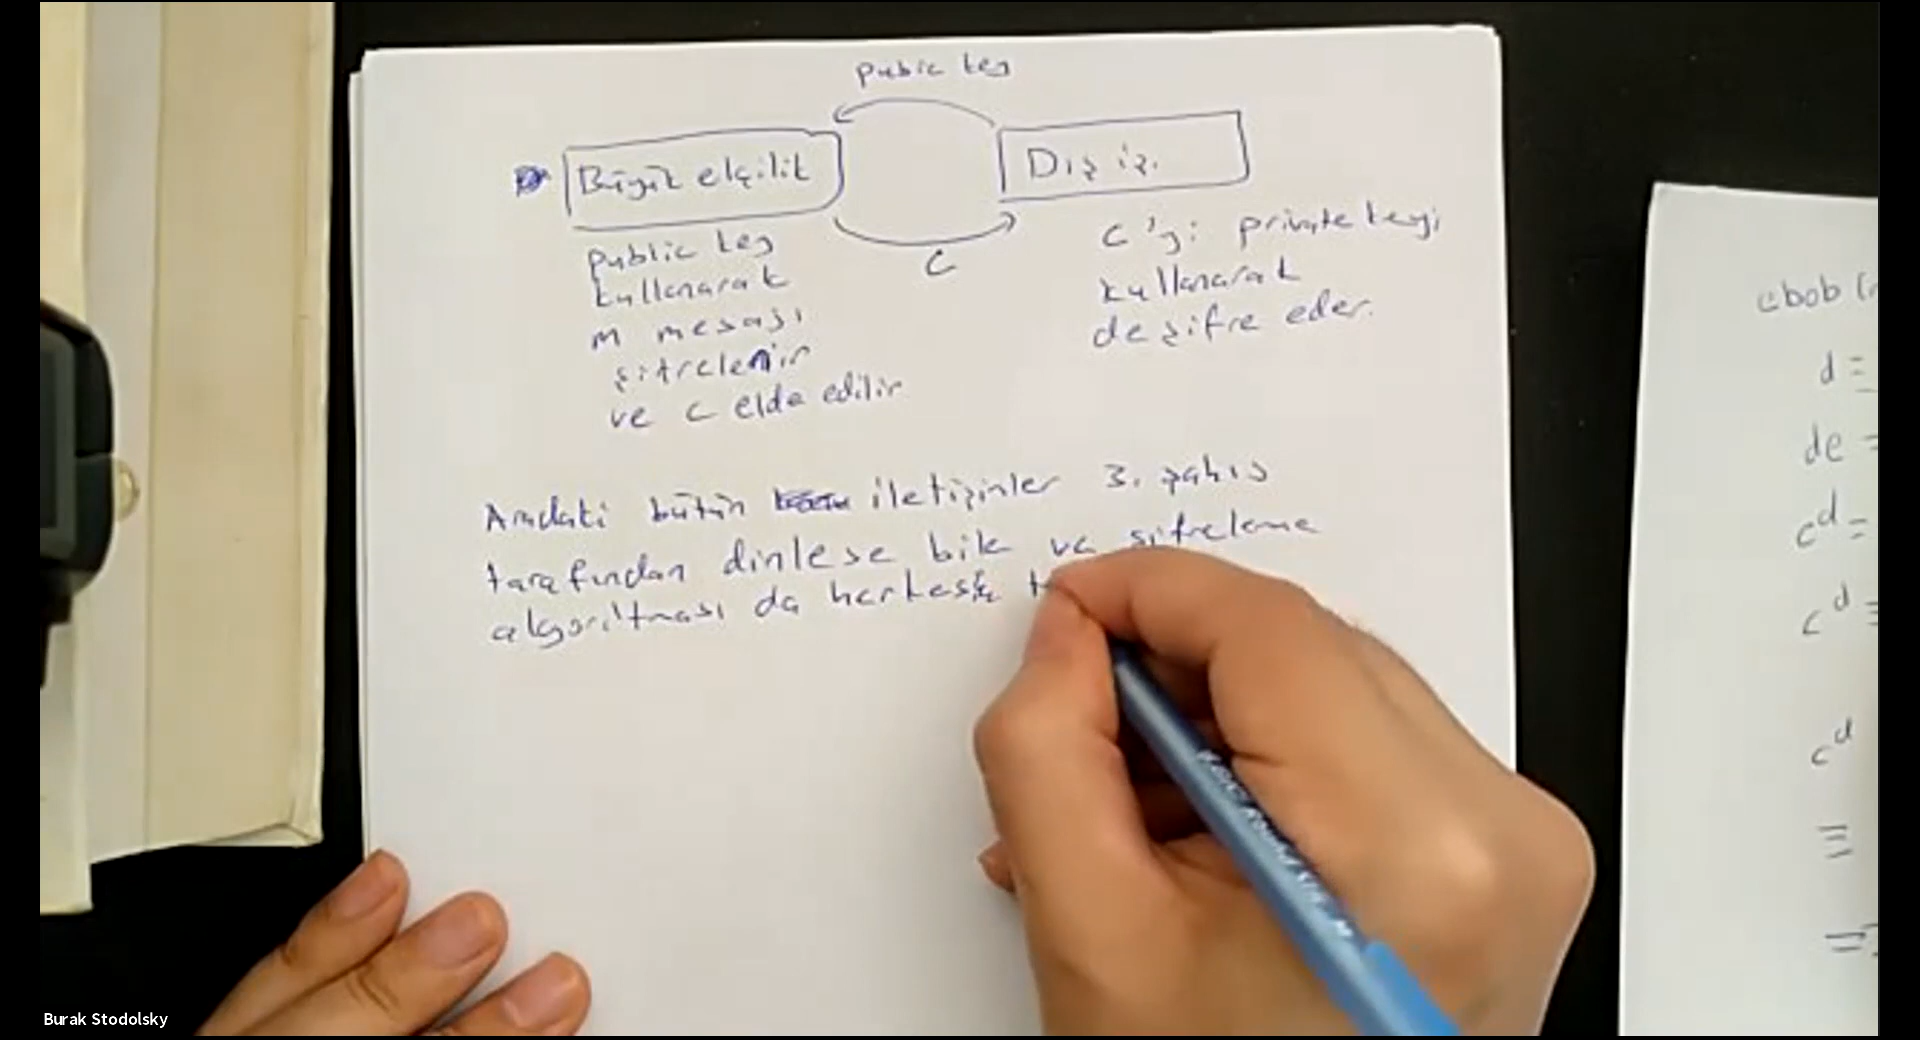 Public key
Büyük elçilik
Dış iş.
Public key
kullanarak
m mesajı
şifrelenir
ve c elde edilir
c
c'yi private keyi
kullanarak
deşifre eder.
Aradaki bütün iletişimler 3. şahıs
tarafından dinlese bile ve şifreleme
algoritması da herkesçe
ebob (
d =
de =
c^d =
c^d ≡
c^d
≡
≡
Burak Stodolsky